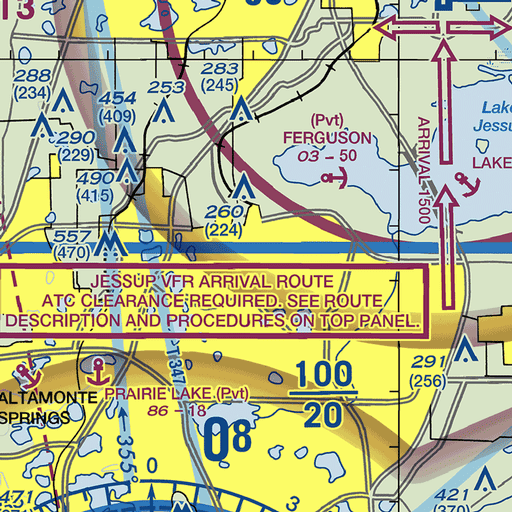 13
288
(234)
253
283
(245)
454
(409)
290
(229)
490
(415)
(Pvt)
FERGUSON
03 - 50
Lake
Jessu
LAKE
ARRIVAL 1500
260
(224)
557
(470)
JESSUP VFR ARRIVAL ROUTE
ATC CLEARANCE REQUIRED. SEE ROUTE
DESCRIPTION AND PROCEDURES ON TOP PANEL.
291
(256)
T-347
ALTAMONTE
SPRINGS
PRAIRIE LAKE (Pvt)
86 - 18
100
20
08
355°
0
3
471
421
(370)